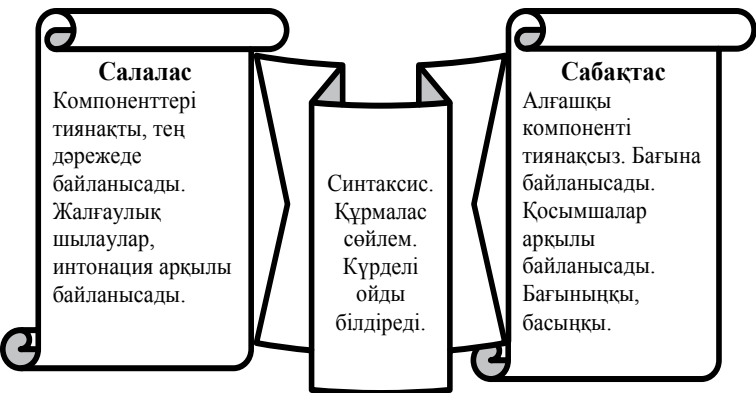 Салалас
Компоненттері
тиянақты, тең
дәрежеде
байланысады.
Жалғаулық
шылаулар,
интонация арқылы
байланысады.
Синтаксис.
Құрмалас
сөйлем.
Күрделі
ойды
білдіреді.
Сабақтас
Алғашқы
компоненті
тиянақсыз. Бағына
байланысады.
Қосымшалар
арқылы
байланысады.
Бағыныңқы,
басыңқы.